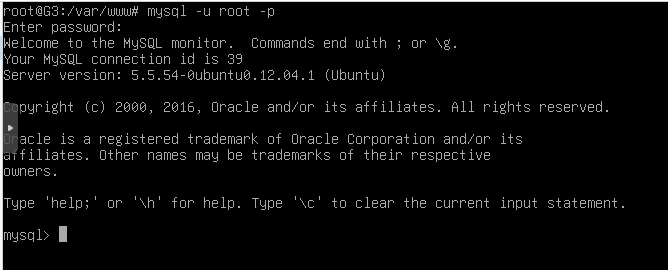 root@G3:/var/www# mysql -u root -p
Enter password:
Welcome to the MySQL monitor.  Commands end with ; or \g.
Your MySQL connection id is 39
Server version: 5.5.54-0ubuntu0.12.04.1 (Ubuntu)
Copyright (c) 2000, 2016, Oracle and/or its affiliates. All rights reserved.
Oracle is a registered trademark of Oracle Corporation and/or its
affiliates. Other names may be trademarks of their respective
owners.
Type 'help;' or '\h' for help. Type '\c' to clear the current input statement.
mysql>